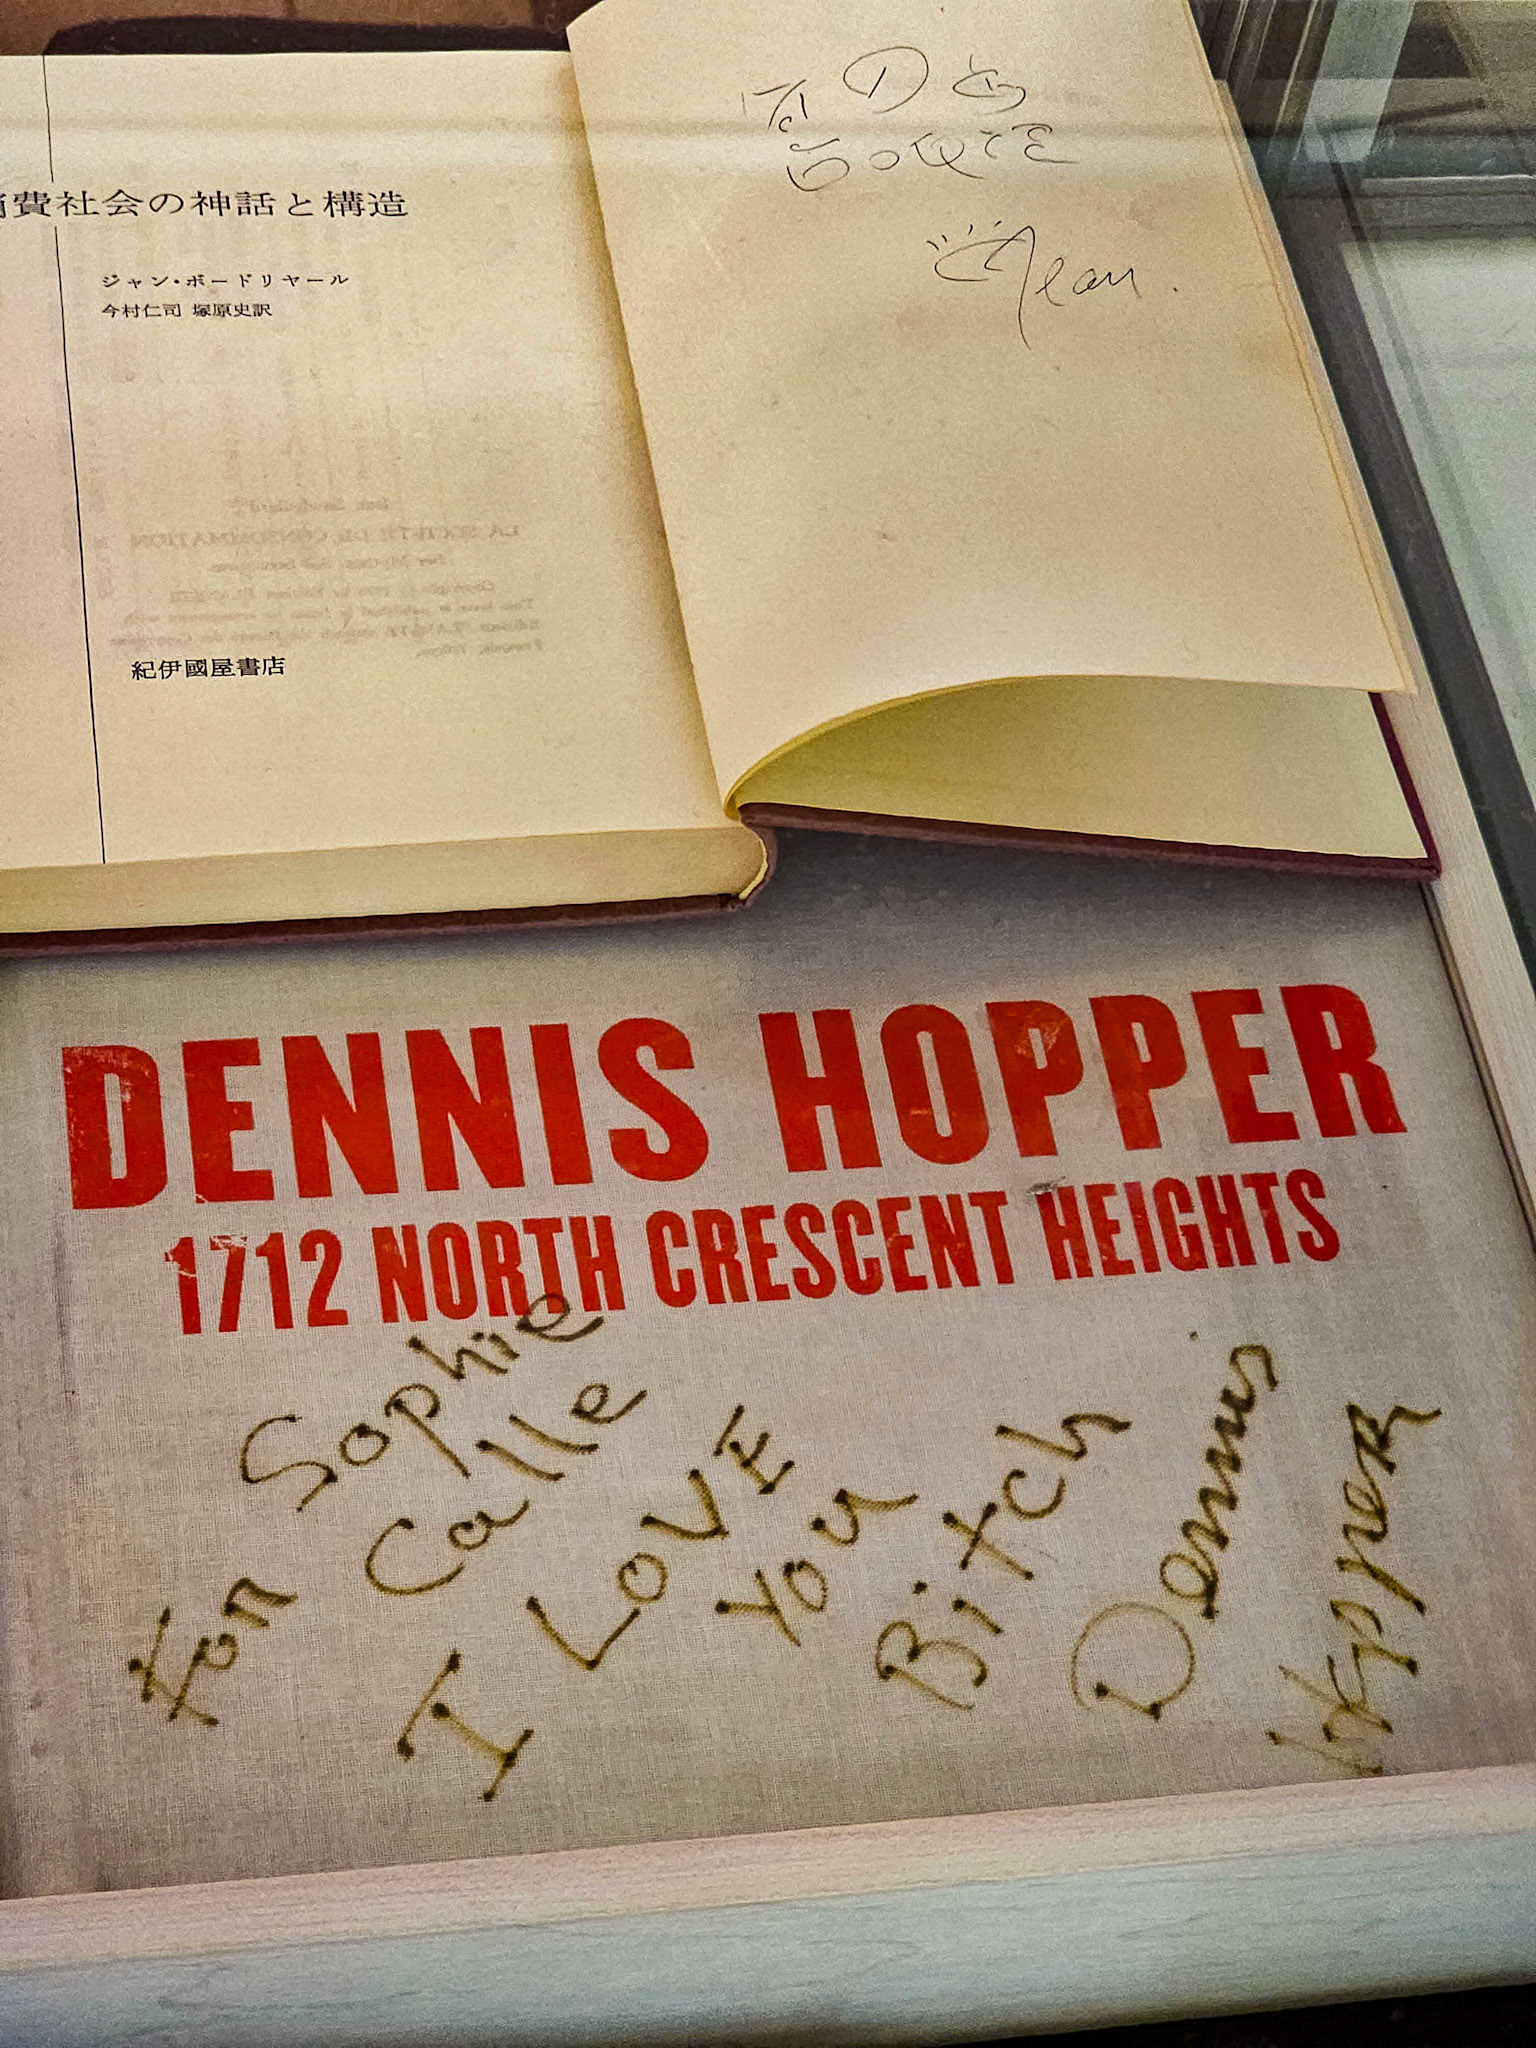 費社会の神話と構造
ジャン・ボードリヤール
今村仁司 塚原史訳
紀伊國屋書店
Jean.
DENNIS HOPPER
1712 NORTH CRESCENT HEIGHTS
For Sophie
Calle
I LOVE
You
Bitch
Dennis
Hopper